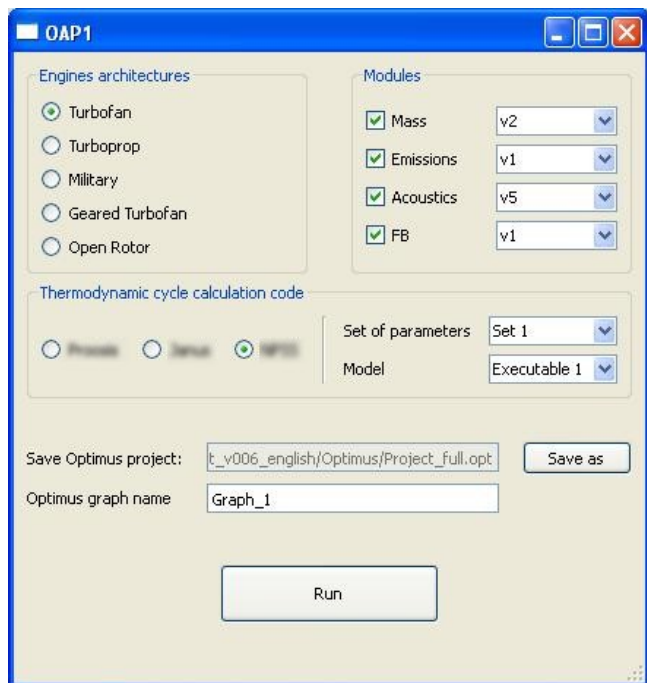 OAP1
Engines architectures
Turbofan
Turboprop
Military
Geared Turbofan
Open Rotor
Modules
Mass v2
Emissions v1
Acoustics v5
FB v1
Thermodynamic cycle calculation code
Set of parameters Set 1
Model Executable 1
Save Optimus project: t_v006_english/Optimus/Project_full.opt Save as
Optimus graph name Graph_1
Run